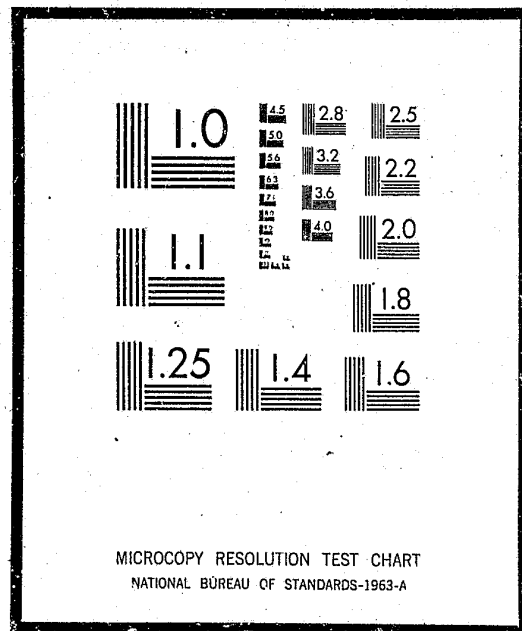 1.0 4.5 2.8 2.5
5.0
5.6 3.2 2.2
6.3
3.6
4.0 2.0
1.1
1.8
1.25 1.4 1.6
MICROCOPY RESOLUTION TEST CHART
NATIONAL BUREAU OF STANDARDS-1963-A